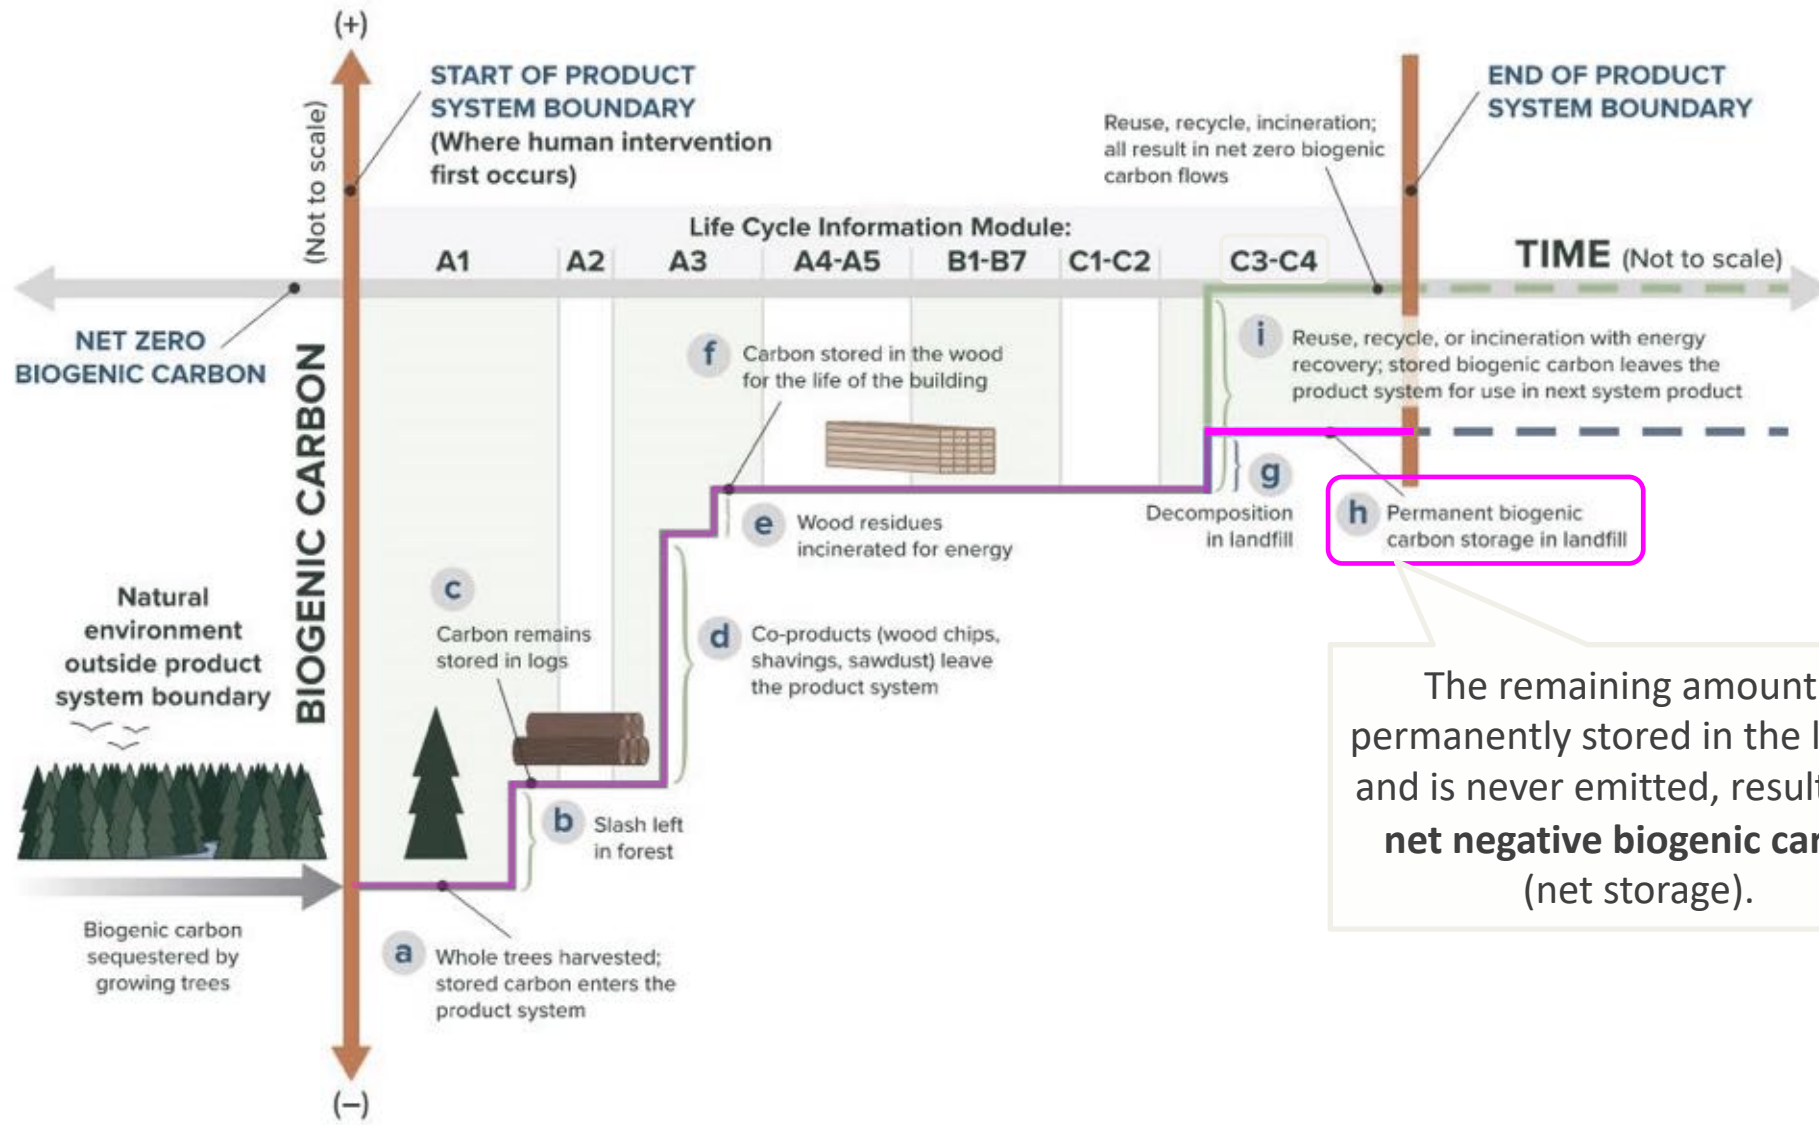 (+)
START OF PRODUCT
SYSTEM BOUNDARY
(Where human intervention
first occurs)
END OF PRODUCT
SYSTEM BOUNDARY
Reuse, recycle, incineration;
all result in net zero biogenic
carbon flows
(Not to scale)
Life Cycle Information Module:
A1 A2 A3 A4-A5 B1-B7 C1-C2 C3-C4
TIME (Not to scale)
NET ZERO
BIOGENIC CARBON
BIOGENIC CARBON
f Carbon stored in the wood
for the life of the building
i Reuse, recycle, or incineration with energy
recovery; stored biogenic carbon leaves the
product system for use in next system product
g
Decomposition
in landfill
h Permanent biogenic
carbon storage in landfill
e Wood residues
incinerated for energy
c
Carbon remains
stored in logs
d Co-products (wood chips,
shavings, sawdust) leave
the product system
Natural
environment
outside product
system boundary
b Slash left
in forest
Biogenic carbon
sequestered by
growing trees
a Whole trees harvested;
stored carbon enters the
product system
The remaining amount
permanently stored in the
and is never emitted,
net negative biogenic
(net storage).
(–)